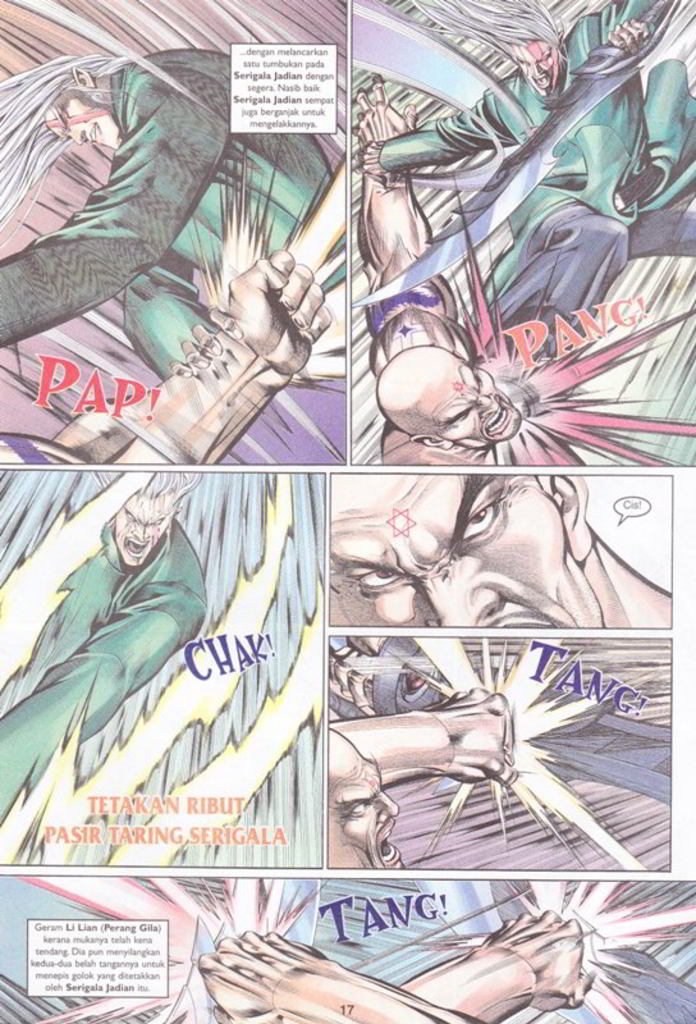 ...dengan melancarkan
satu tumbukan pada
Serigala Jadian dengan
segera. Nasib baik
Serigala Jadian sempat
juga berganjak untuk
mengelakkannya.
PAP!
PANG!
CHAK!
TETAKAN RIBUT
PASIR TARING SERIGALA
Cis!
TANG!
TANG!
Geram Li Lian (Perang Gila)
kerana mukanya telah kena
tendang. Dia pun menyilangkan
kedua-dua belah tangannya untuk
menepis golok yang ditetakkan
oleh Serigala Jadian itu.
17